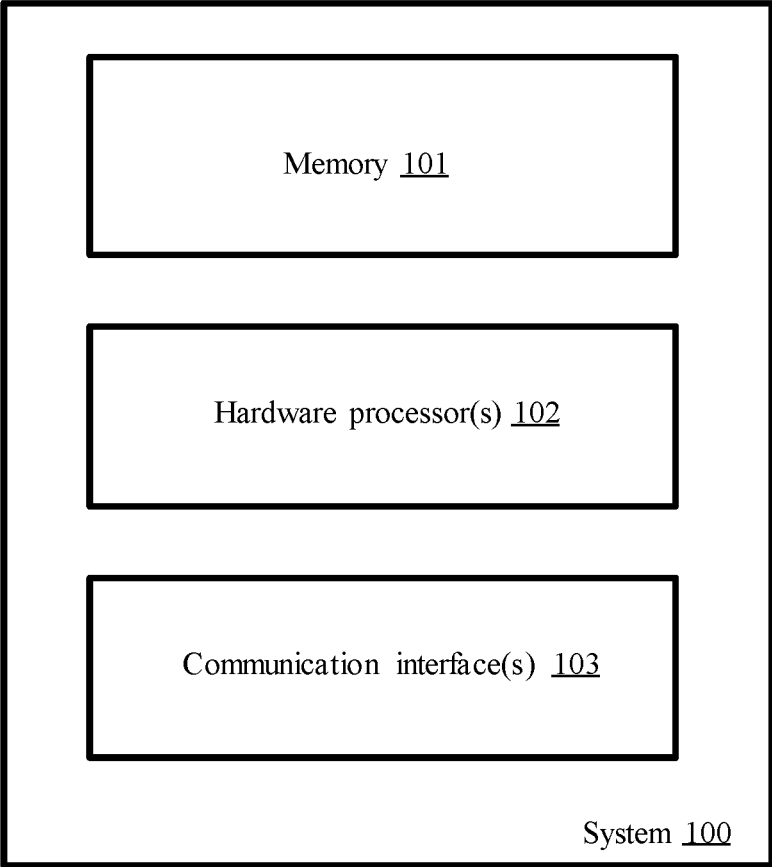 Memory 101
Hardware processor(s) 102
Communication interface(s) 103
System 100